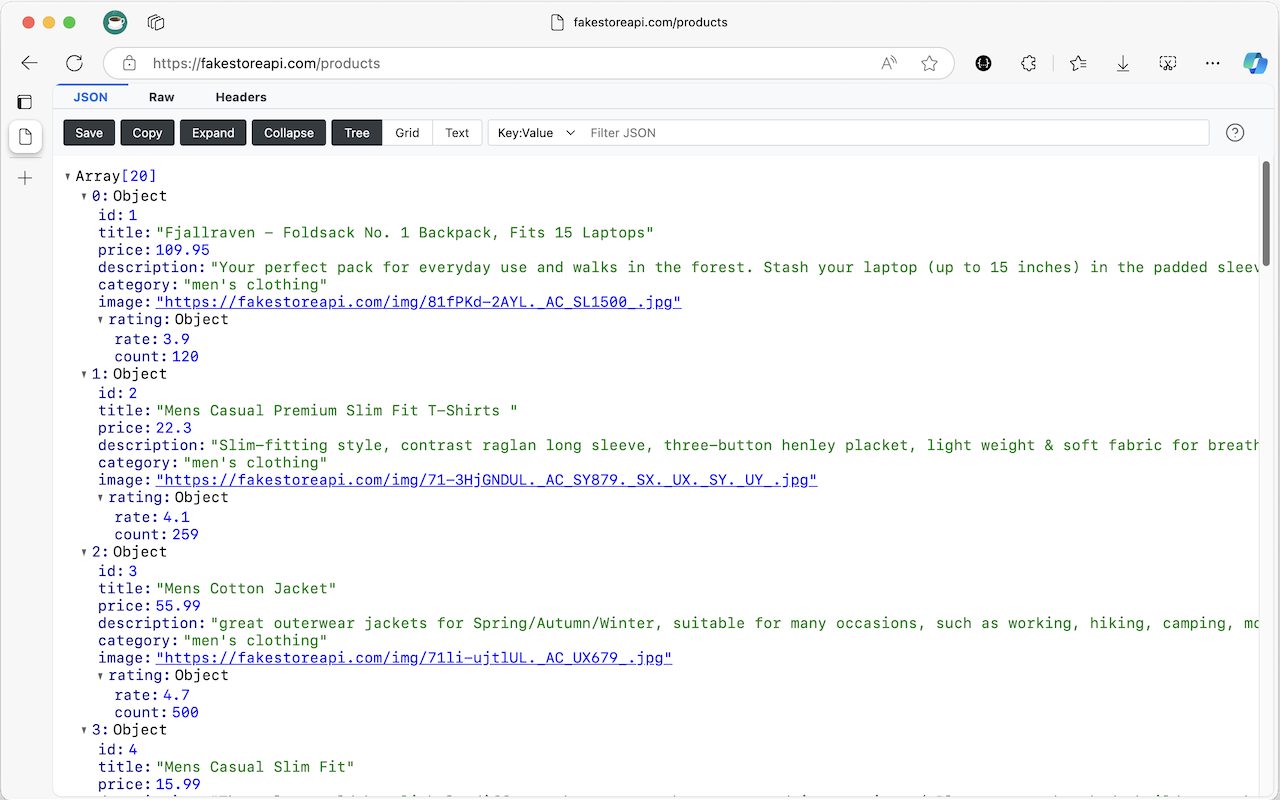 fakestoreapi.com/products
https://fakestoreapi.com/products
JSON Raw Headers
Save Copy Expand Collapse Tree Grid Text Key:Value Filter JSON
Array[20]
0: Object
id: 1
title: "Fjallraven - Foldsack No. 1 Backpack, Fits 15 Laptops"
price: 109.95
description: "Your perfect pack for everyday use and walks in the forest. Stash your laptop (up to 15 inches) in the padded sleev
category: "men's clothing"
image: "https://fakestoreapi.com/img/81fPKd-2AYL._AC_SL1500_.jpg"
rating: Object
rate: 3.9
count: 120
1: Object
id: 2
title: "Mens Casual Premium Slim Fit T-Shirts "
price: 22.3
description: "Slim-fitting style, contrast raglan long sleeve, three-button henley placket, light weight & soft fabric for breath
category: "men's clothing"
image: "https://fakestoreapi.com/img/71-3HjGNDUL._AC_SY879._SX._UX._SY._UY_.jpg"
rating: Object
rate: 4.1
count: 259
2: Object
id: 3
title: "Mens Cotton Jacket"
price: 55.99
description: "great outerwear jackets for Spring/Autumn/Winter, suitable for many occasions, such as working, hiking, camping, mo
category: "men's clothing"
image: "https://fakestoreapi.com/img/71li-ujtlUL._AC_UX679_.jpg"
rating: Object
rate: 4.7
count: 500
3: Object
id: 4
title: "Mens Casual Slim Fit"
price: 15.99